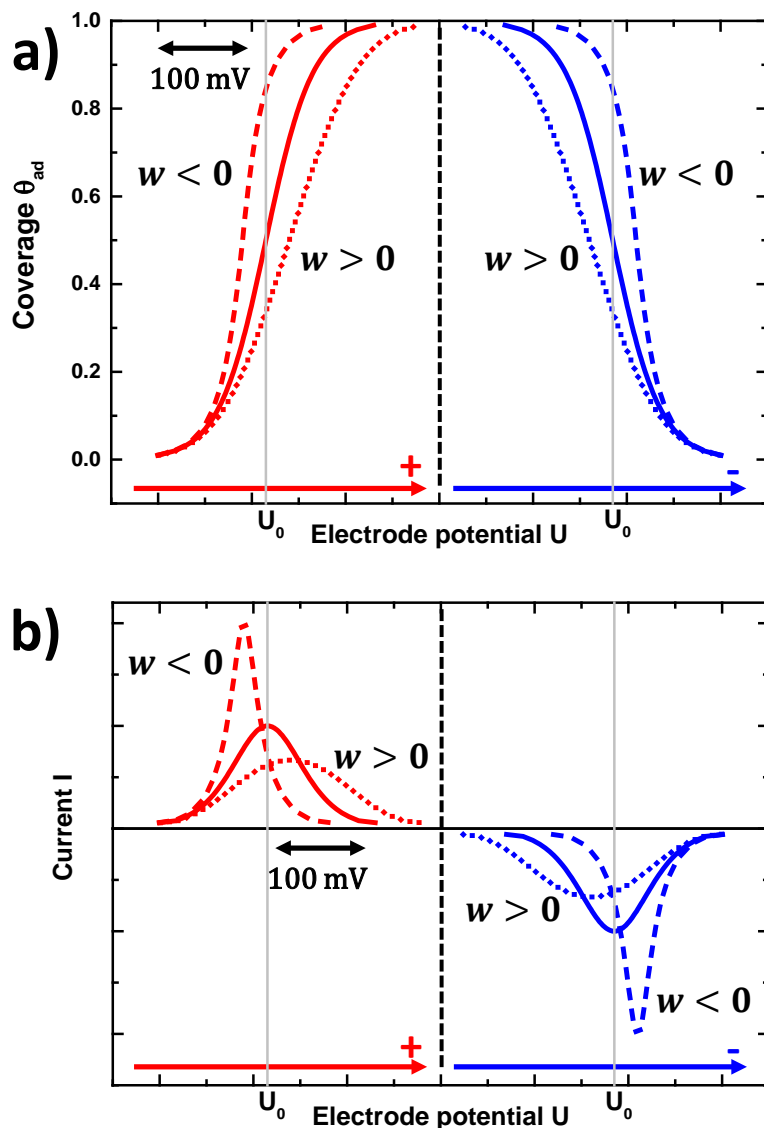 a)
1.0
0.8
0.6
0.4
0.2
0.0
Coverage θad
100 mV
w < 0
w > 0
w > 0
w < 0
+
-
U0
Electrode potential U
U0
b)
Current I
w < 0
w > 0
100 mV
w > 0
w < 0
+
-
U0
Electrode potential U
U0